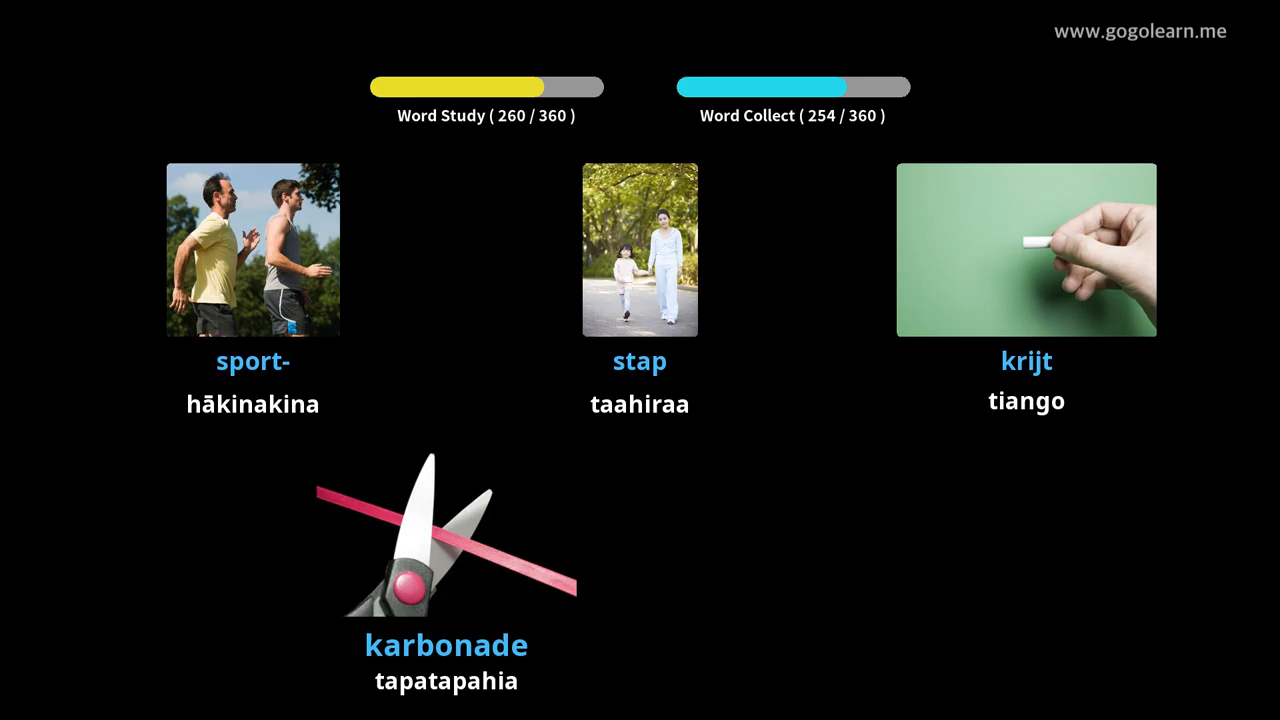 www.gogolearn.me
Word Study ( 260 / 360 )
Word Collect ( 254 / 360 )
sport-
hākinakina
stap
taahiraa
krijt
tiango
karbonade
tapatapahia